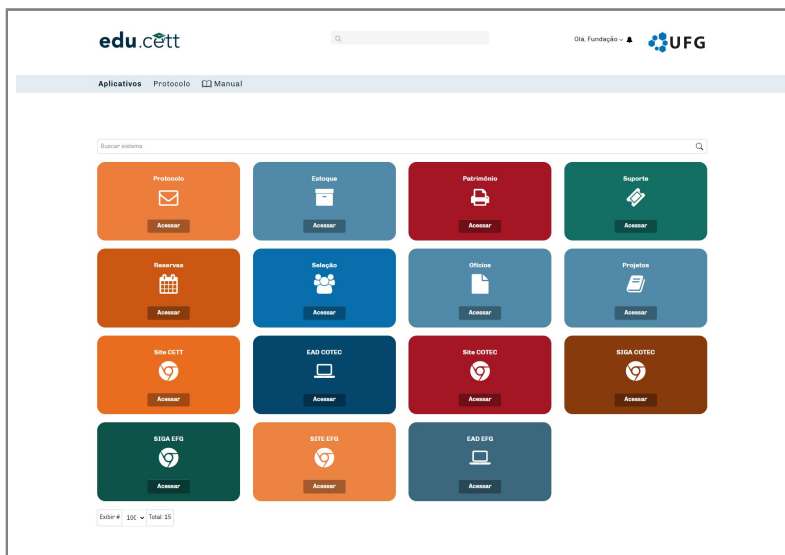 edu.cett
Olá, Fundação
UFG
Aplicativos Protocolo Manual
Buscar sistema
Protocolo Estoque Patrimônio Suporte
Acessar Acessar Acessar Acessar
Reservas Seleção Ofícios Projetos
Acessar Acessar Acessar Acessar
Site CETT EAD COTEC Site COTEC SIGA COTEC
Acessar Acessar Acessar Acessar
SIGA EFG SITE EFG EAD EFG
Acessar Acessar Acessar
Exibir # 100 Total: 15